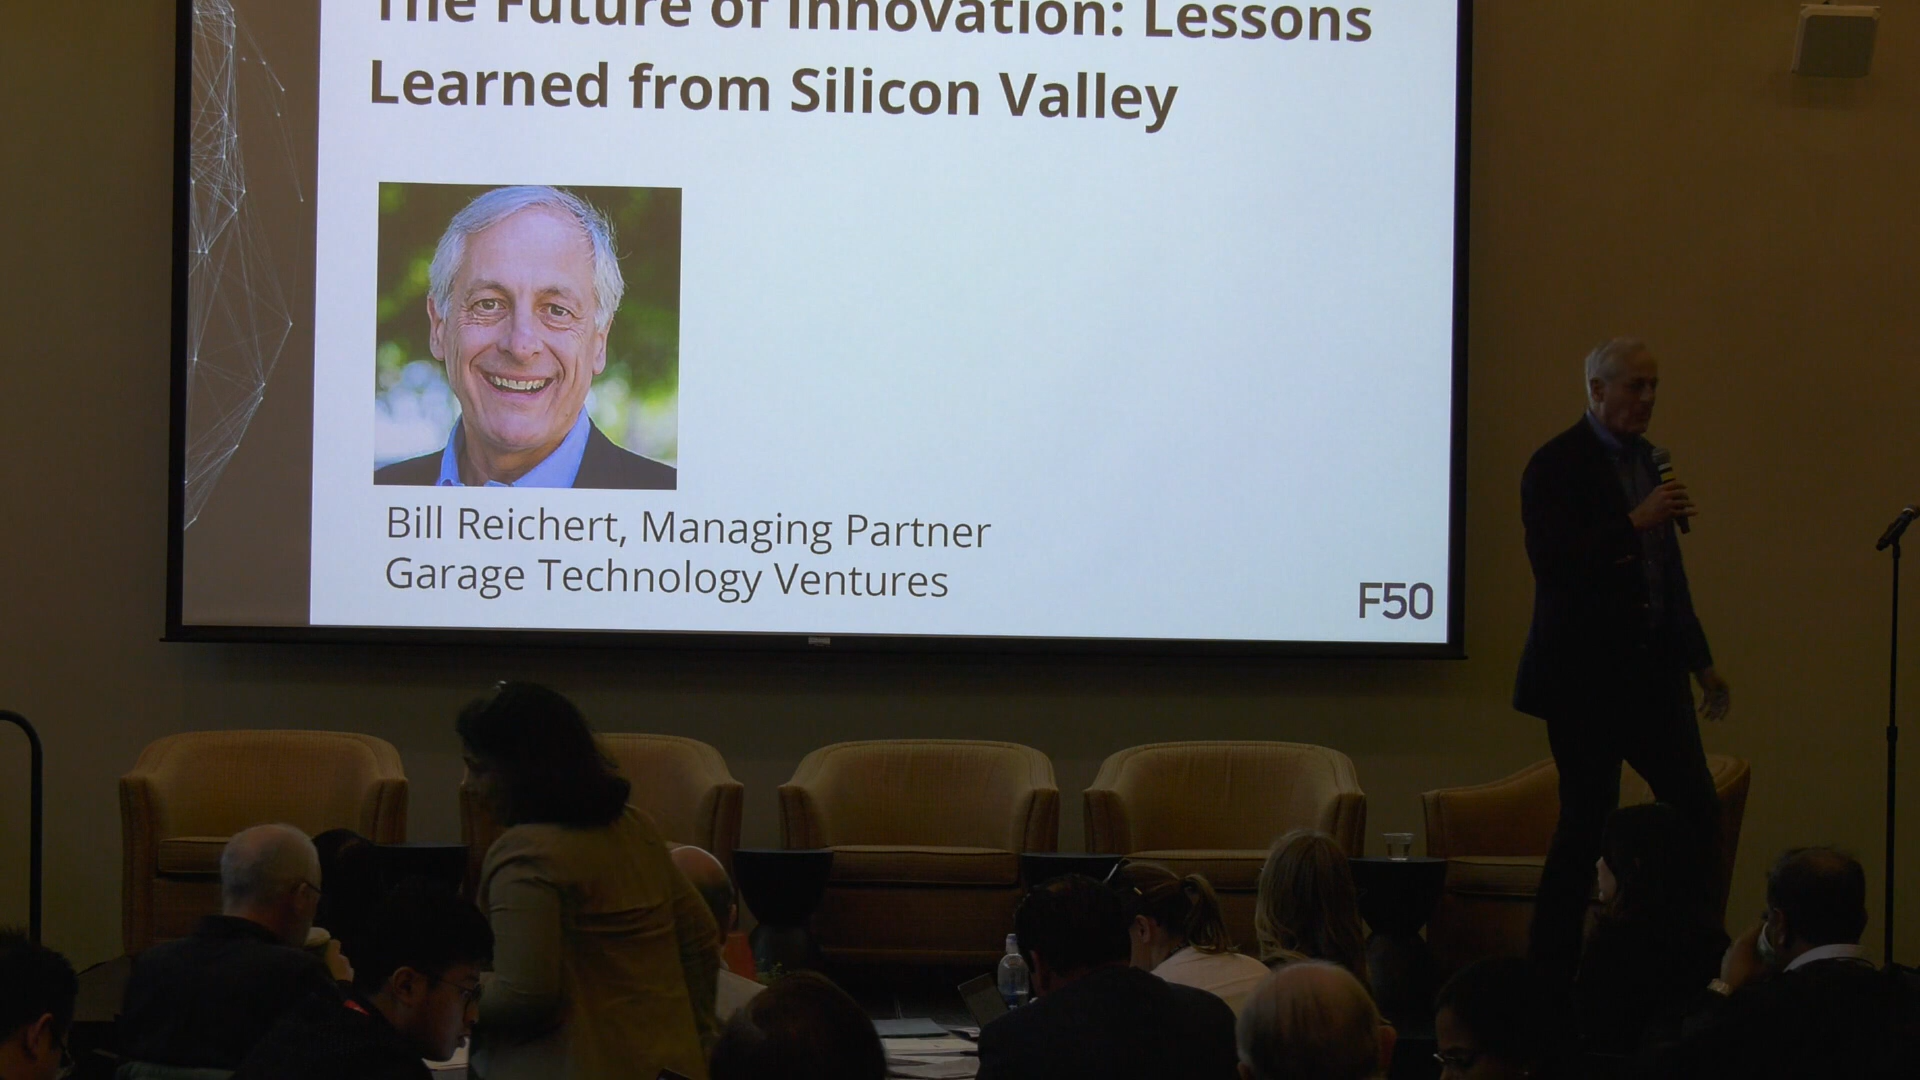 The Future of Innovation: Lessons
Learned from Silicon Valley
Bill Reichert, Managing Partner
Garage Technology Ventures
F50